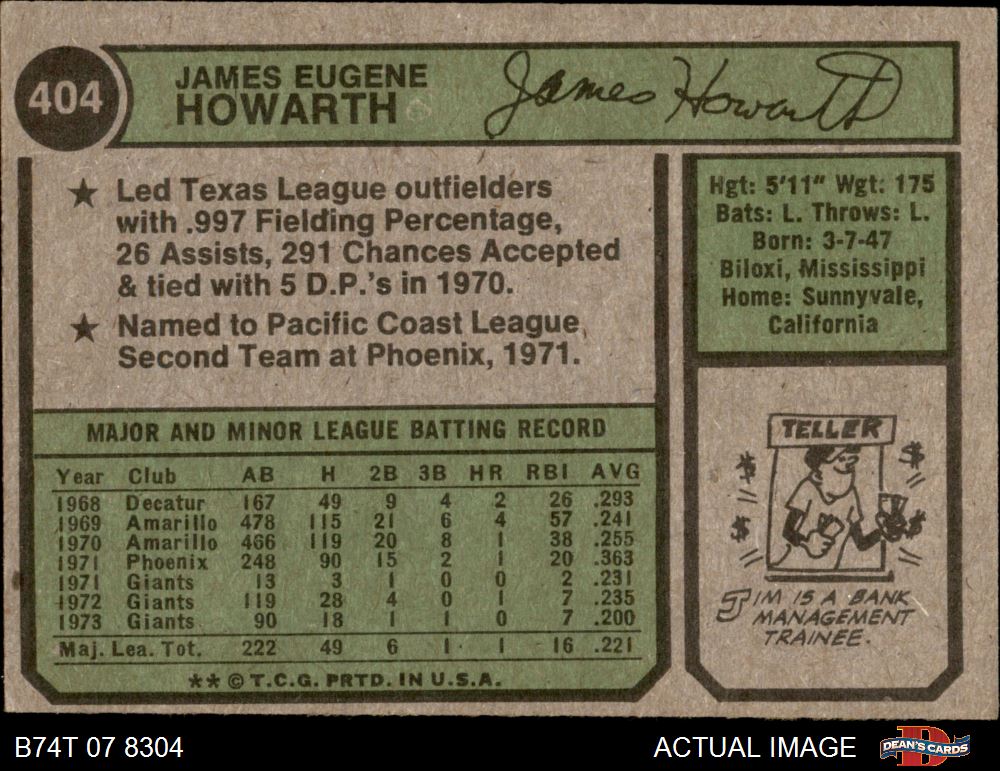 404
JAMES EUGENE
HOWARTH
James Howarth
★ Led Texas League outfielders
with .997 Fielding Percentage,
26 Assists, 291 Chances Accepted
& tied with 5 D.P.'s in 1970.
★ Named to Pacific Coast League
Second Team at Phoenix, 1971.
Hgt: 5'11" Wgt: 175
Bats: L. Throws: L.
Born: 3-7-47
Biloxi, Mississippi
Home: Sunnyvale,
California
MAJOR AND MINOR LEAGUE BATTING RECORD
Year Club AB H 2B 3B HR RBI AVG
1968 Decatur 167 49 9 4 2 26 .293
1969 Amarillo 478 115 21 6 4 57 .241
1970 Amarillo 466 119 20 8 1 38 .255
1971 Phoenix 248 90 15 2 1 20 .363
1971 Giants 13 3 1 0 0 2 .231
1972 Giants 119 28 4 0 1 7 .235
1973 Giants 90 18 1 1 0 7 .200
Maj. Lea. Tot. 222 49 6 1 1 16 .221
** © T.C.G. PRTD. IN U.S.A.
TELLER
$ $
$ $
JIM IS A BANK
MANAGEMENT
TRAINEE.
B74T 07 8304
ACTUAL IMAGE
D
DEAN'S CARDS